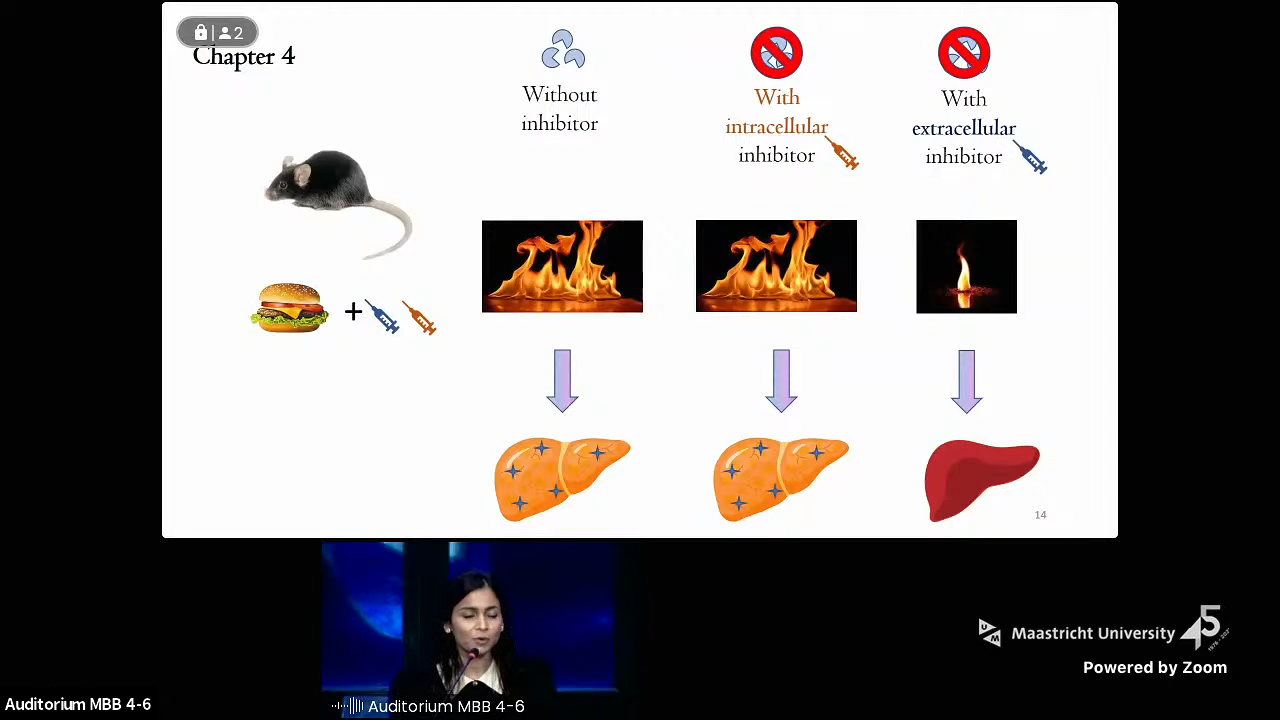 2
Chapter 4
Without
inhibitor
With
intracellular
inhibitor
With
extracellular
inhibitor
+
14
Maastricht University
45
Powered by Zoom
Auditorium MBB 4-6
Auditorium MBB 4-6